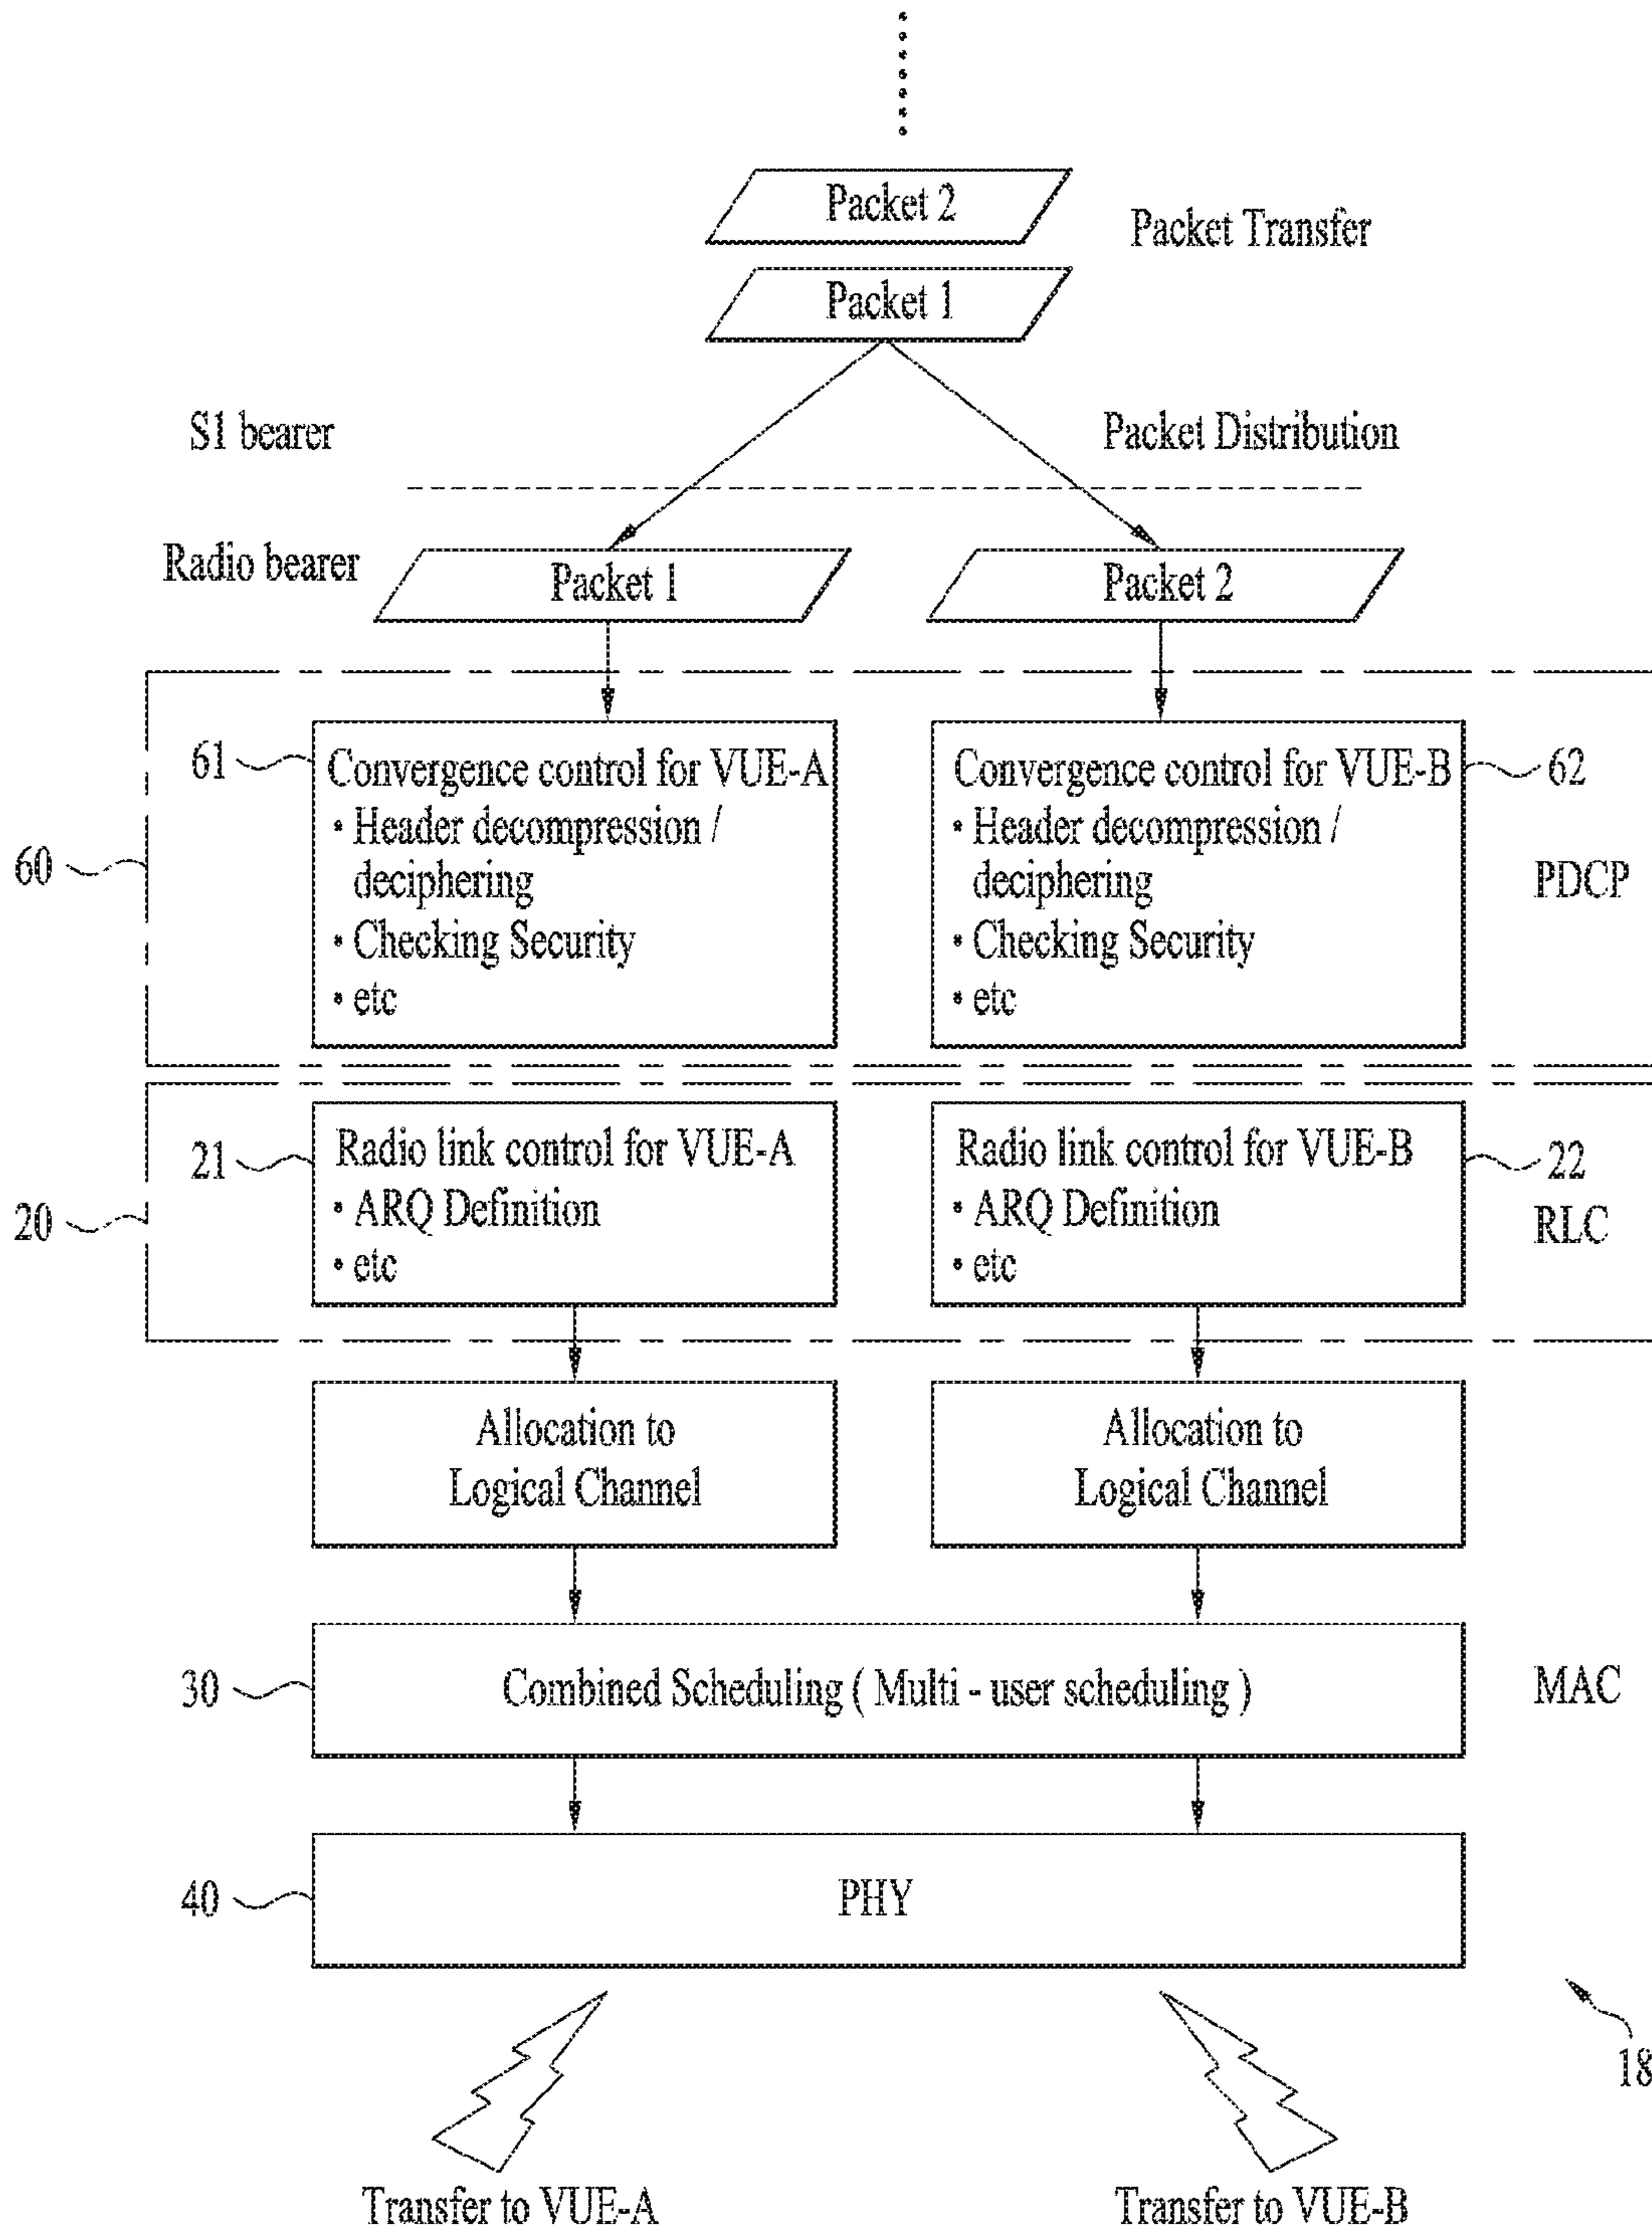 Packet 2
Packet Transfer
Packet 1
S1 bearer
Packet Distribution
Radio bearer
Packet 1
Packet 2
61
Convergence control for VUE-A
• Header decompression /
deciphering
• Checking Security
• etc
Convergence control for VUE-B
• Header decompression /
deciphering
• Checking Security
• etc
62
60
PDCP
21
Radio link control for VUE-A
• ARQ Definition
• etc
Radio link control for VUE-B
• ARQ Definition
• etc
22
20
RLC
Allocation to
Logical Channel
Allocation to
Logical Channel
30
Combined Scheduling ( Multi - user scheduling )
MAC
40
PHY
18
Transfer to VUE-A
Transfer to VUE-B